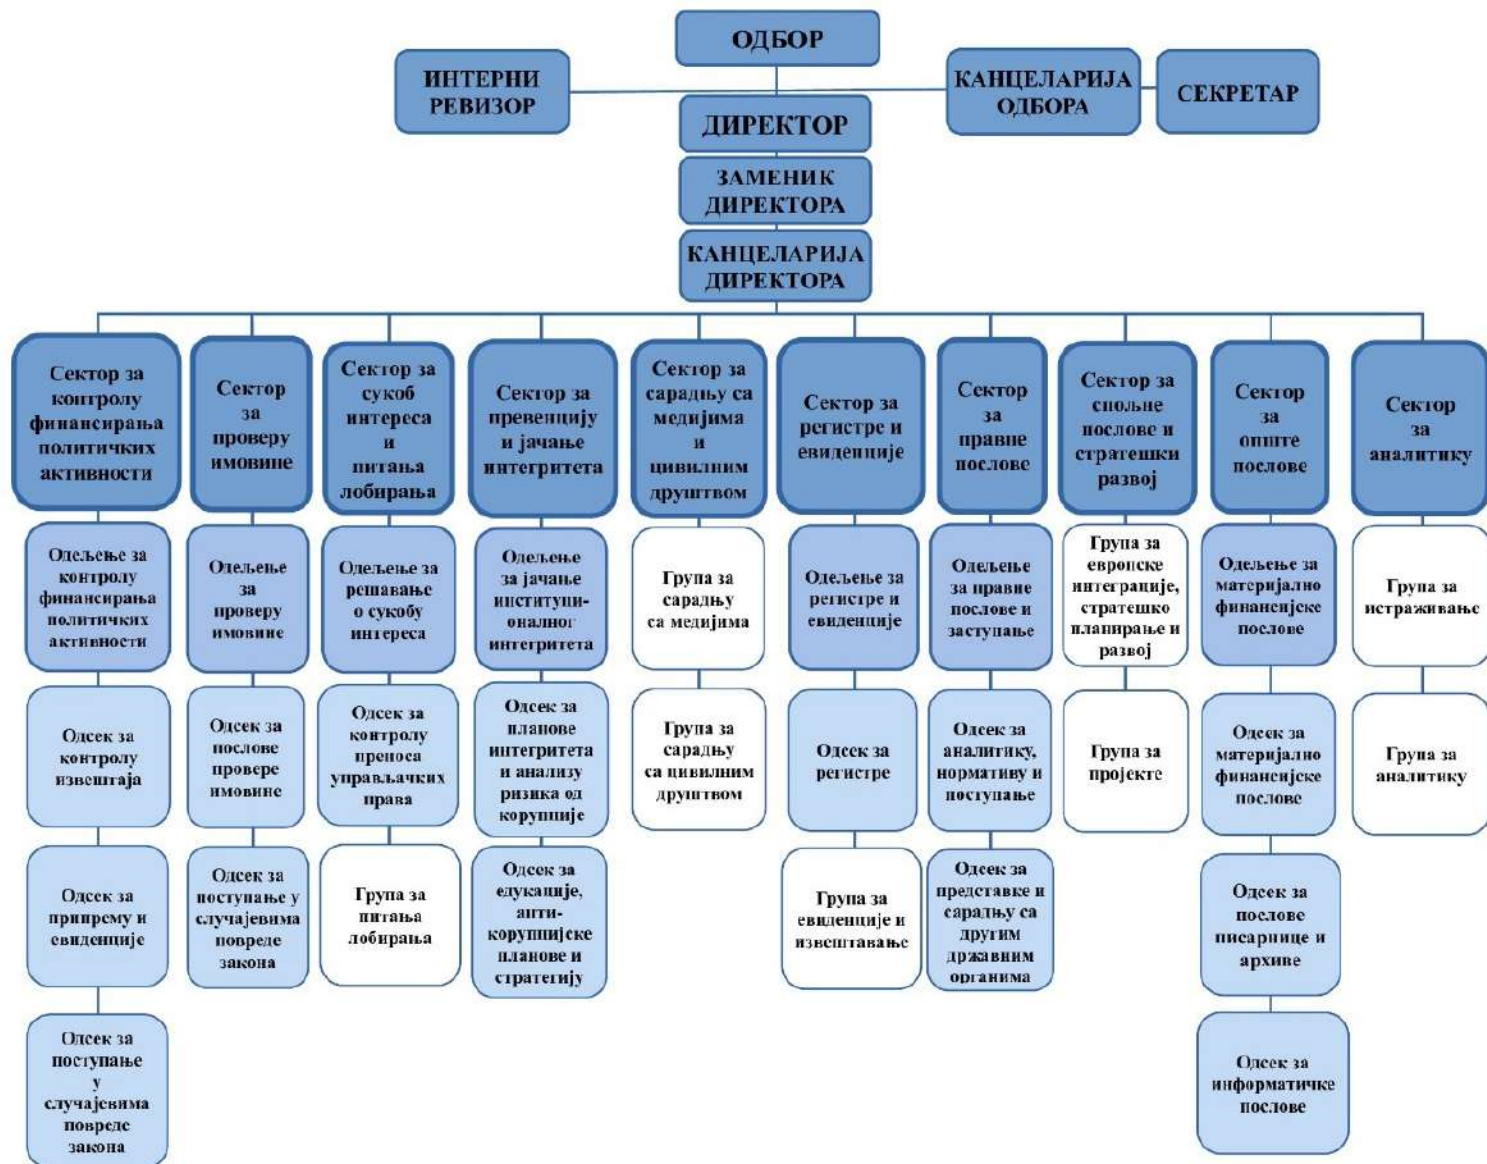 ОДБОР
ИНТЕРНИ
РЕВИЗОР
КАНЦЕЛАРИЈА
ОДБОРА
СЕКРЕТАР
ДИРЕКТОР
ЗАМЕНИК
ДИРЕКТОРА
КАНЦЕЛАРИЈА
ДИРЕКТОРА
Сектор за
контролу
финансирања
политичких
активности
Сектор
за
проверу
имовине
Сектор за
сукоб
интереса
и
питања
лобирања
Сектор за
превенцију
и јачање
интегритета
Сектор за
сарадњу са
медијима
и
цивилним
друштвом
Сектор за
регистре и
евиденције
Сектор
за
правне
послове
Сектор за
спољне
послове и
стратешки
развој
Сектор
за
опште
послове
Сектор
за
аналитику
Одељење за
контролу
финансирања
политичких
активности
Одељење
за
проверу
имовине
Одељење за
решавање
о сукобу
интереса
Одељење
за јачање
институци-
оналног
интегритета
Група за
сарадњу
са медијима
Одељење за
регистре и
евиденције
Одељење
за правне
послове и
заступање
Група за
европске
интеграције,
стратешко
планирање и
развој
Одељење за
материјално
финансијске
послове
Група за
истраживање
Одсек за
контролу
извештаја
Одсек за
послове
провере
имовине
Одсек за
контролу
преноса
управљачких
права
Одсек за
планове
интегритета
и анализу
ризика од
корупције
Група за
сарадњу
са цивилним
друштвом
Одсек за
регистре
Одсек за
аналитику,
нормативу и
поступање
Група за
пројекте
Одсек за
материјално
финансијске
послове
Група за
аналитику
Одсек за
припрему и
евиденције
Одсек за
поступање у
случајевима
повреде
закона
Група за
питања
лобирања
Одсек за
едукације,
анти-
корупцијске
планове и
стратегију
Група за
евиденције и
извештавање
Одсек за
представке и
сарадњу са
другим
државним
органима
Одсек за
послове
писарнице и
архиве
Одсек за
поступање
у
случајевима
повреде
закона
Одсек за
информатичке
послове